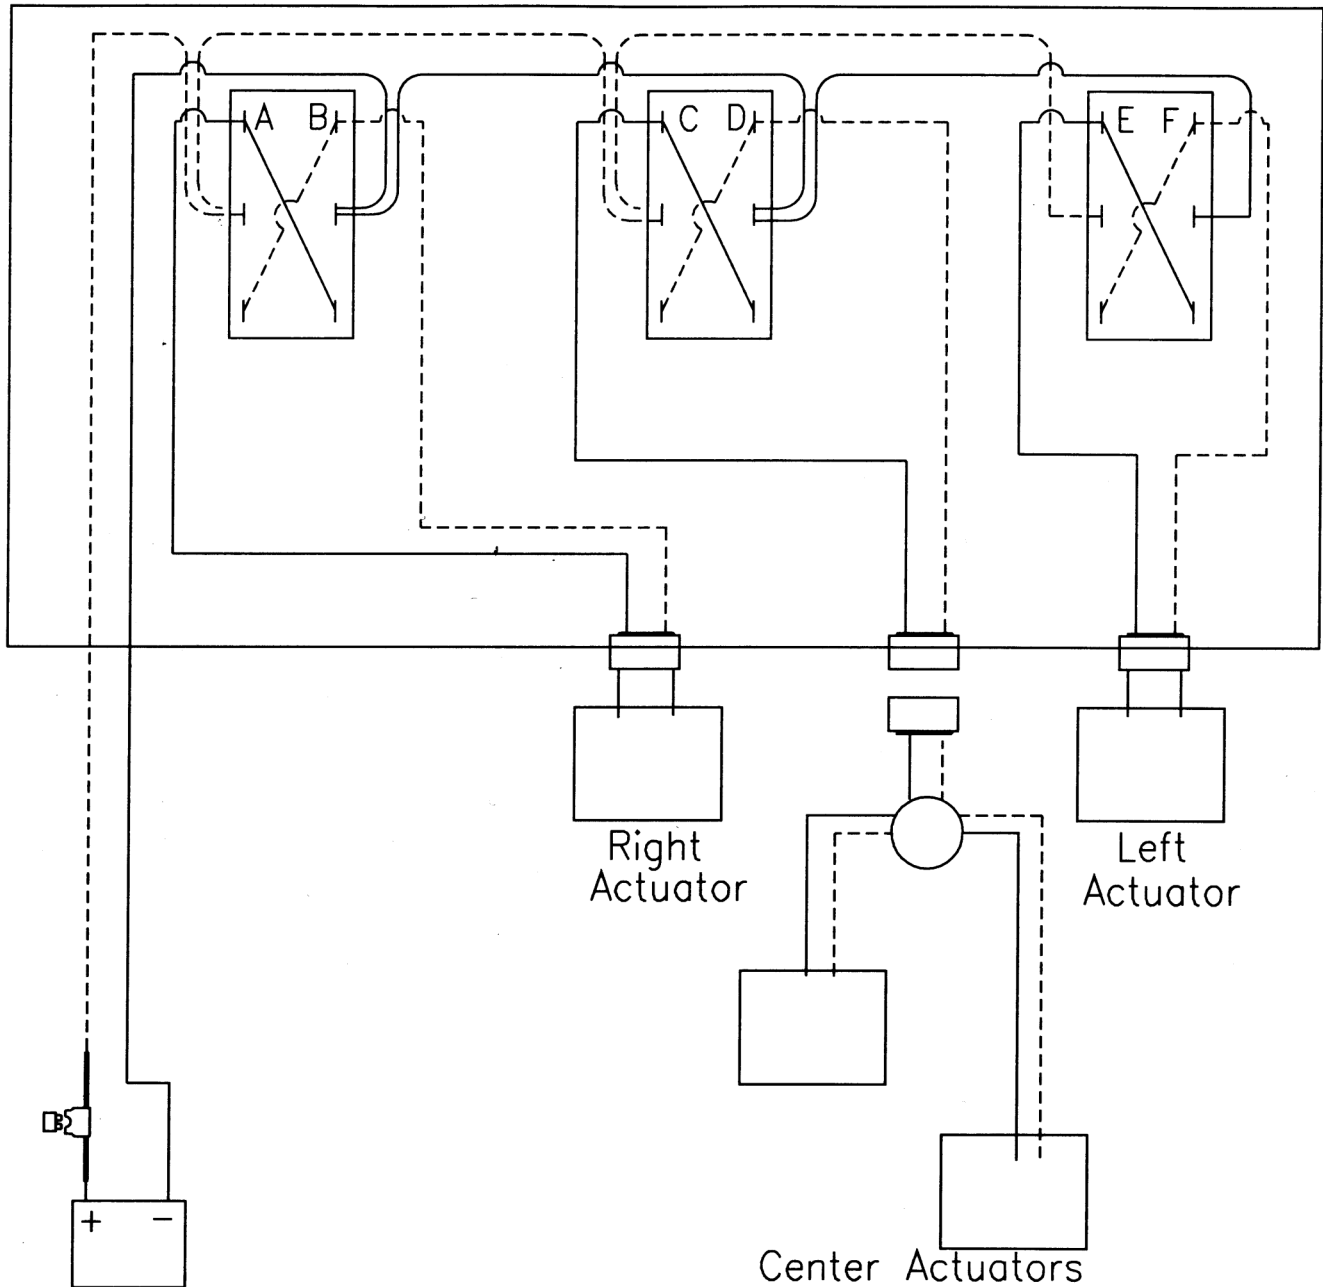 A B C D E F
Right
Actuator
Left
Actuator
+ −
Center Actuators